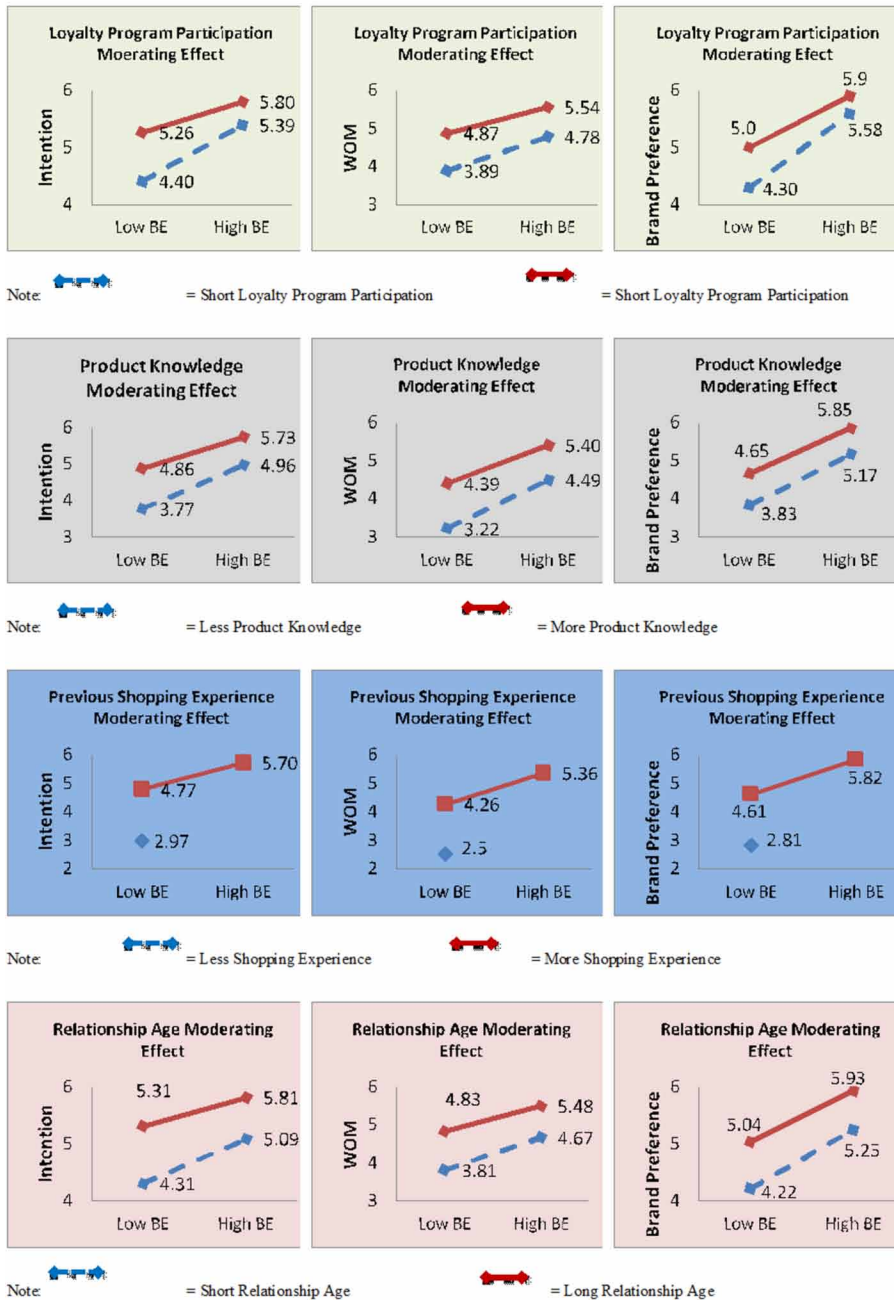 Loyalty Program Participation
Moerating Effect
6
5
4
Intention
5.26
5.80
4.40
5.39
Low BE
High BE
Loyalty Program Participation
Moderating Effect
6
5
4
3
WOM
4.87
5.54
3.89
4.78
Low BE
High BE
Loyalty Program Participation
Moderating Efect
6
5
4
Bramd Preference
5.0
5.9
4.30
5.58
Low BE
High BE
Note: = Short Loyalty Program Participation = Short Loyalty Program Participation
Product Knowledge
Moderating Effect
6
5
4
3
Intention
4.86
5.73
3.77
4.96
Low BE
High BE
Product Knowledge
Moderating Effect
6
5
4
3
WOM
4.39
5.40
3.22
4.49
Low BE
High BE
Product Knowledge
Moderating Effect
6
5
4
3
Brand Preference
4.65
5.85
3.83
5.17
Low BE
High BE
Note: = Less Product Knowledge = More Product Knowledge
Previous Shopping Experience
Moderating Effect
6
5
4
3
2
Intention
4.77
5.70
2.97
Low BE
High BE
Previous Shopping Experience
Moderating Effect
6
5
4
3
2
WOM
4.26
5.36
2.5
Low BE
High BE
Previous Shopping Experience
Moerating Effect
6
5
4
3
2
Brand Preference
4.61
5.82
2.81
Low BE
High BE
Note: = Less Shopping Experience = More Shopping Experience
Relationship Age Moderating
Effect
6
5
4
Intention
5.31
5.81
4.31
5.09
Low BE
High BE
Relationship Age Moderating
Effect
6
5
4
3
WOM
4.83
5.48
3.81
4.67
Low BE
High BE
Relationship Age Moderating
Effect
6
5
4
Brand Preference
5.04
5.93
4.22
5.25
Low BE
High BE
Note: = Short Relationship Age = Long Relationship Age